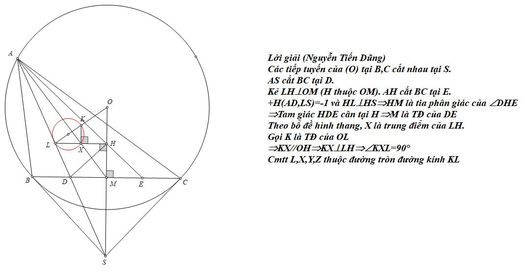 A
O
K
L
X
H
B
D
M
E
C
S
Lời giải (Nguyễn Tiến Dũng)
Các tiếp tuyến của (O) tại B,C cắt nhau tại S.
AS cắt BC tại D.
Kẻ LH⊥OM (H thuộc OM). AH cắt BC tại E.
+H(AD,LS)=-1 và HL⊥HS⇒HM là tia phân giác của ∠DHE
⇒Tam giác HDE cân tại H⇒M là TĐ của DE
Theo bồ đề hình thang, X là trung điểm của LH.
Gọi K là TĐ của OL
⇒KX//OH⇒KX⊥LH⇒∠KXL=90°
Cmtt L,X,Y,Z thuộc đường tròn đường kính KL